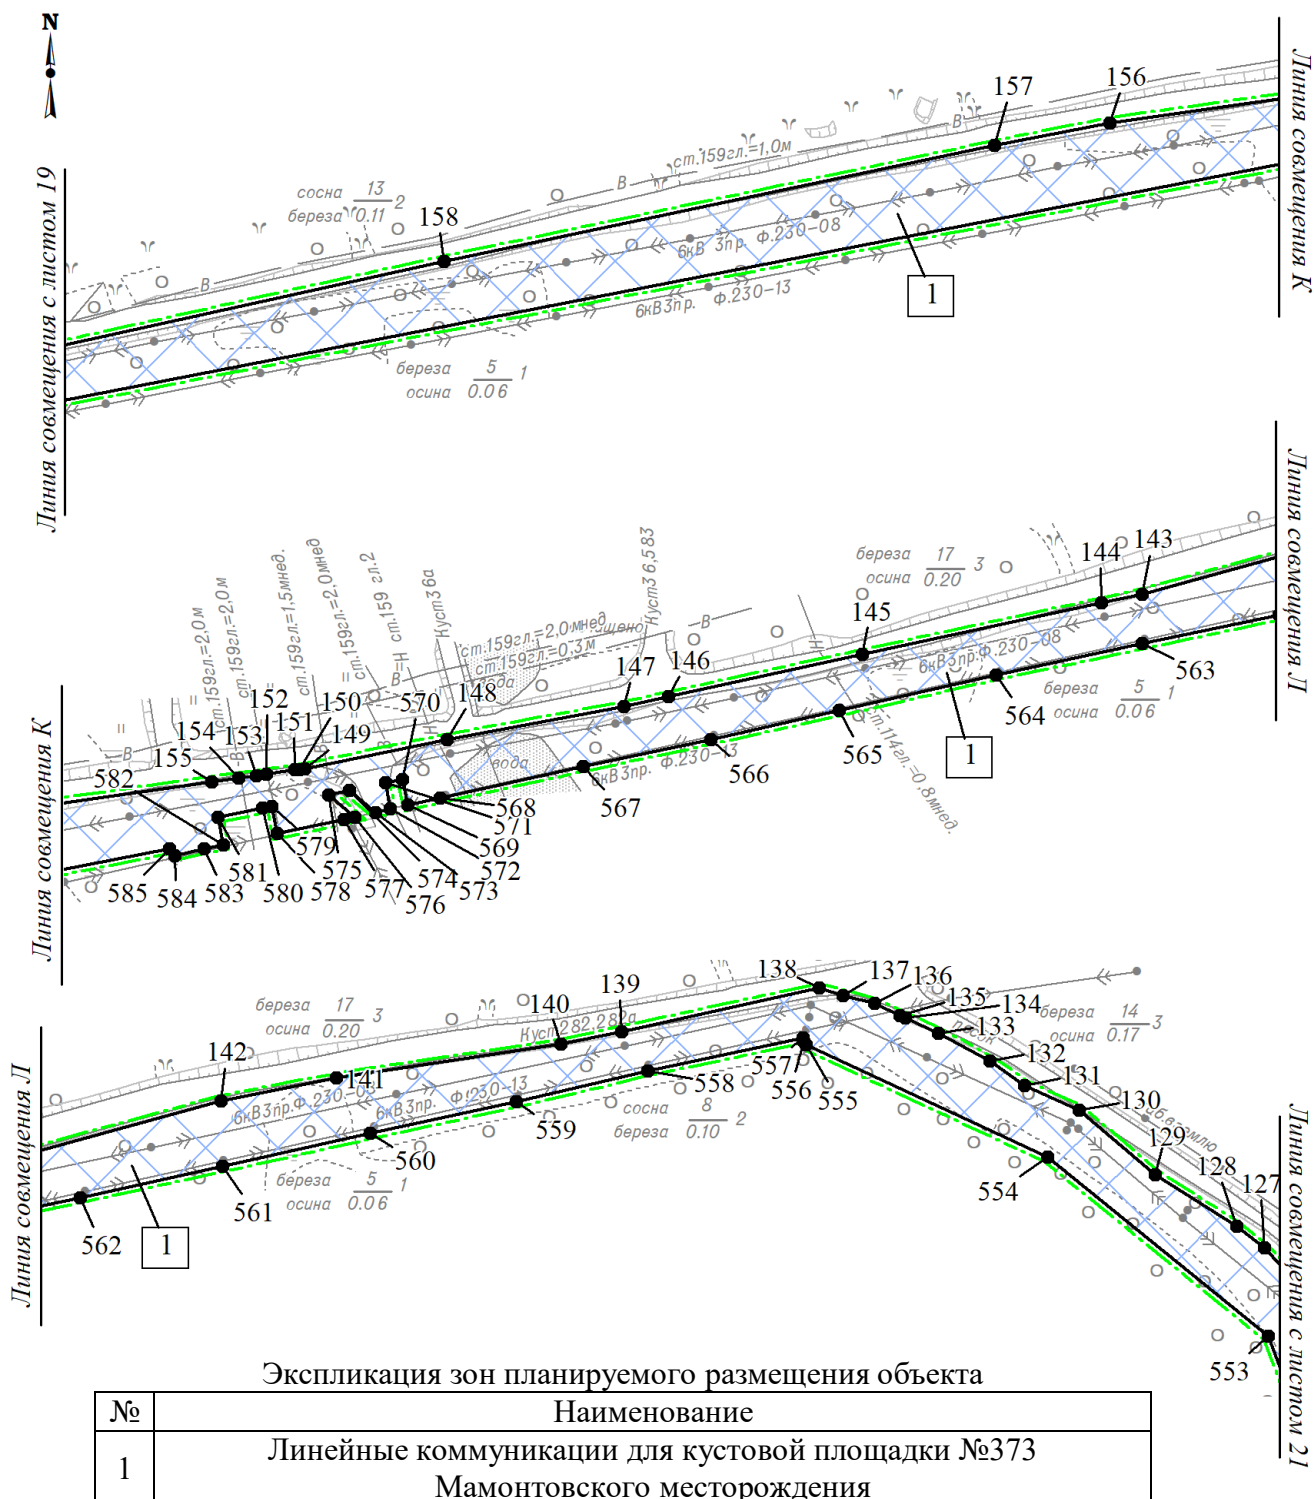 N
Линия совмещения с листом 19
Линия совмещения К
157
156
158
В
В
В
В
ст.159гл.=1,0м
сосна 13 2
береза 0.11
6кВ 3пр. Ф.230-08
6кВ3пр. Ф.230-13
1
береза 5 1
осина 0.06
Линия совмещения К
Линия совмещения Л
ст.159гл.=2,0м
ст.159гл.=2,0м
ст.159гл.=1,5мнед.
ст.159гл.=2,0мнед
ст.159 гл.2
Куст36а
ст.159гл.=2,0мнед
ст.159гл.=0,3м
Куст3 6,583
береза 17 3
осина 0.20
144
143
145
147
146
148
570
150
149
151
152
153
154
155
582
6кВ3пр.Ф.230-08
563
564
береза 5 1
осина 0.06
565
ст.114гл.=0,8мнед.
1
566
567
вода
6кВ3пр. Ф.230-13
568
571
569
572
573
574
576
577
575
579
578
580
581
583
584
585
Линия совмещения Л
Линия совмещения с листом 21
береза 17 3
осина 0.20
142
141
140
139
138
137
136
135
134
133
132
131
130
129
128
127
Куст282,282а
береза 14 3
осина 0.17
6кВ3пр. Ф.230-13
557
556
555
558
сосна 8 2
береза 0.10
559
560
561
562
береза 5 1
осина 0.06
1
554
553
Экспликация зон планируемого размещения объекта
№ Наименование
1 Линейные коммуникации для кустовой площадки №373
Мамонтовского месторождения